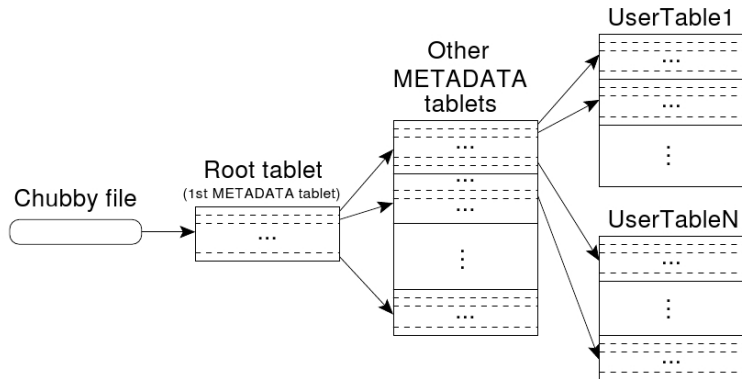 Chubby file
Root tablet
(1st METADATA tablet)
...
Other
METADATA
tablets
...
...
...
⋮
...
UserTable1
...
...
⋮
UserTableN
...
⋮
...